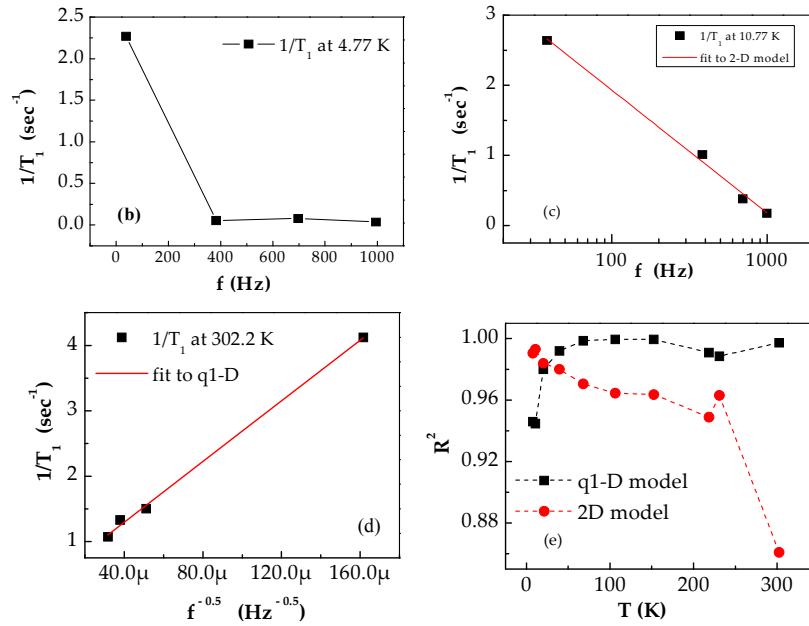 2.5
2.0
1.5
1.0
0.5
0.0
1/T1 (sec-1)
1/T1 at 4.77 K
(b)
0 200 400 600 800 1000
f (Hz)
3
2
1
0
1/T1 (sec-1)
1/T1 at 10.77 K
fit to 2-D model
(c)
100 1000
f (Hz)
4
3
2
1
1/T1 (sec-1)
1/T1 at 302.2 K
fit to q1-D
(d)
40.0μ 80.0μ 120.0μ 160.0μ
f-0.5 (Hz-0.5)
1.00
0.96
0.92
0.88
R2
q1-D model
2D model
(e)
0 100 200 300
T (K)